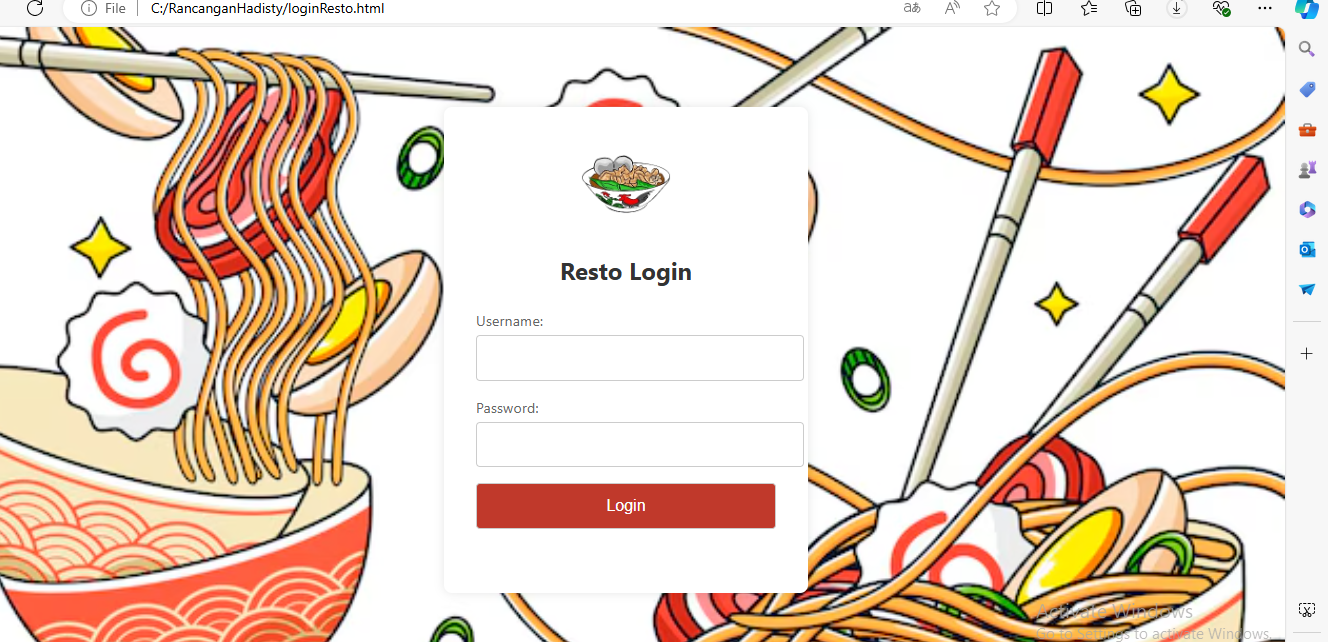 File
C:/RancanganHadisty/loginResto.html
Resto Login
Username:
Password:
Login
Activate Windows
Go to Settings to activate Windows.